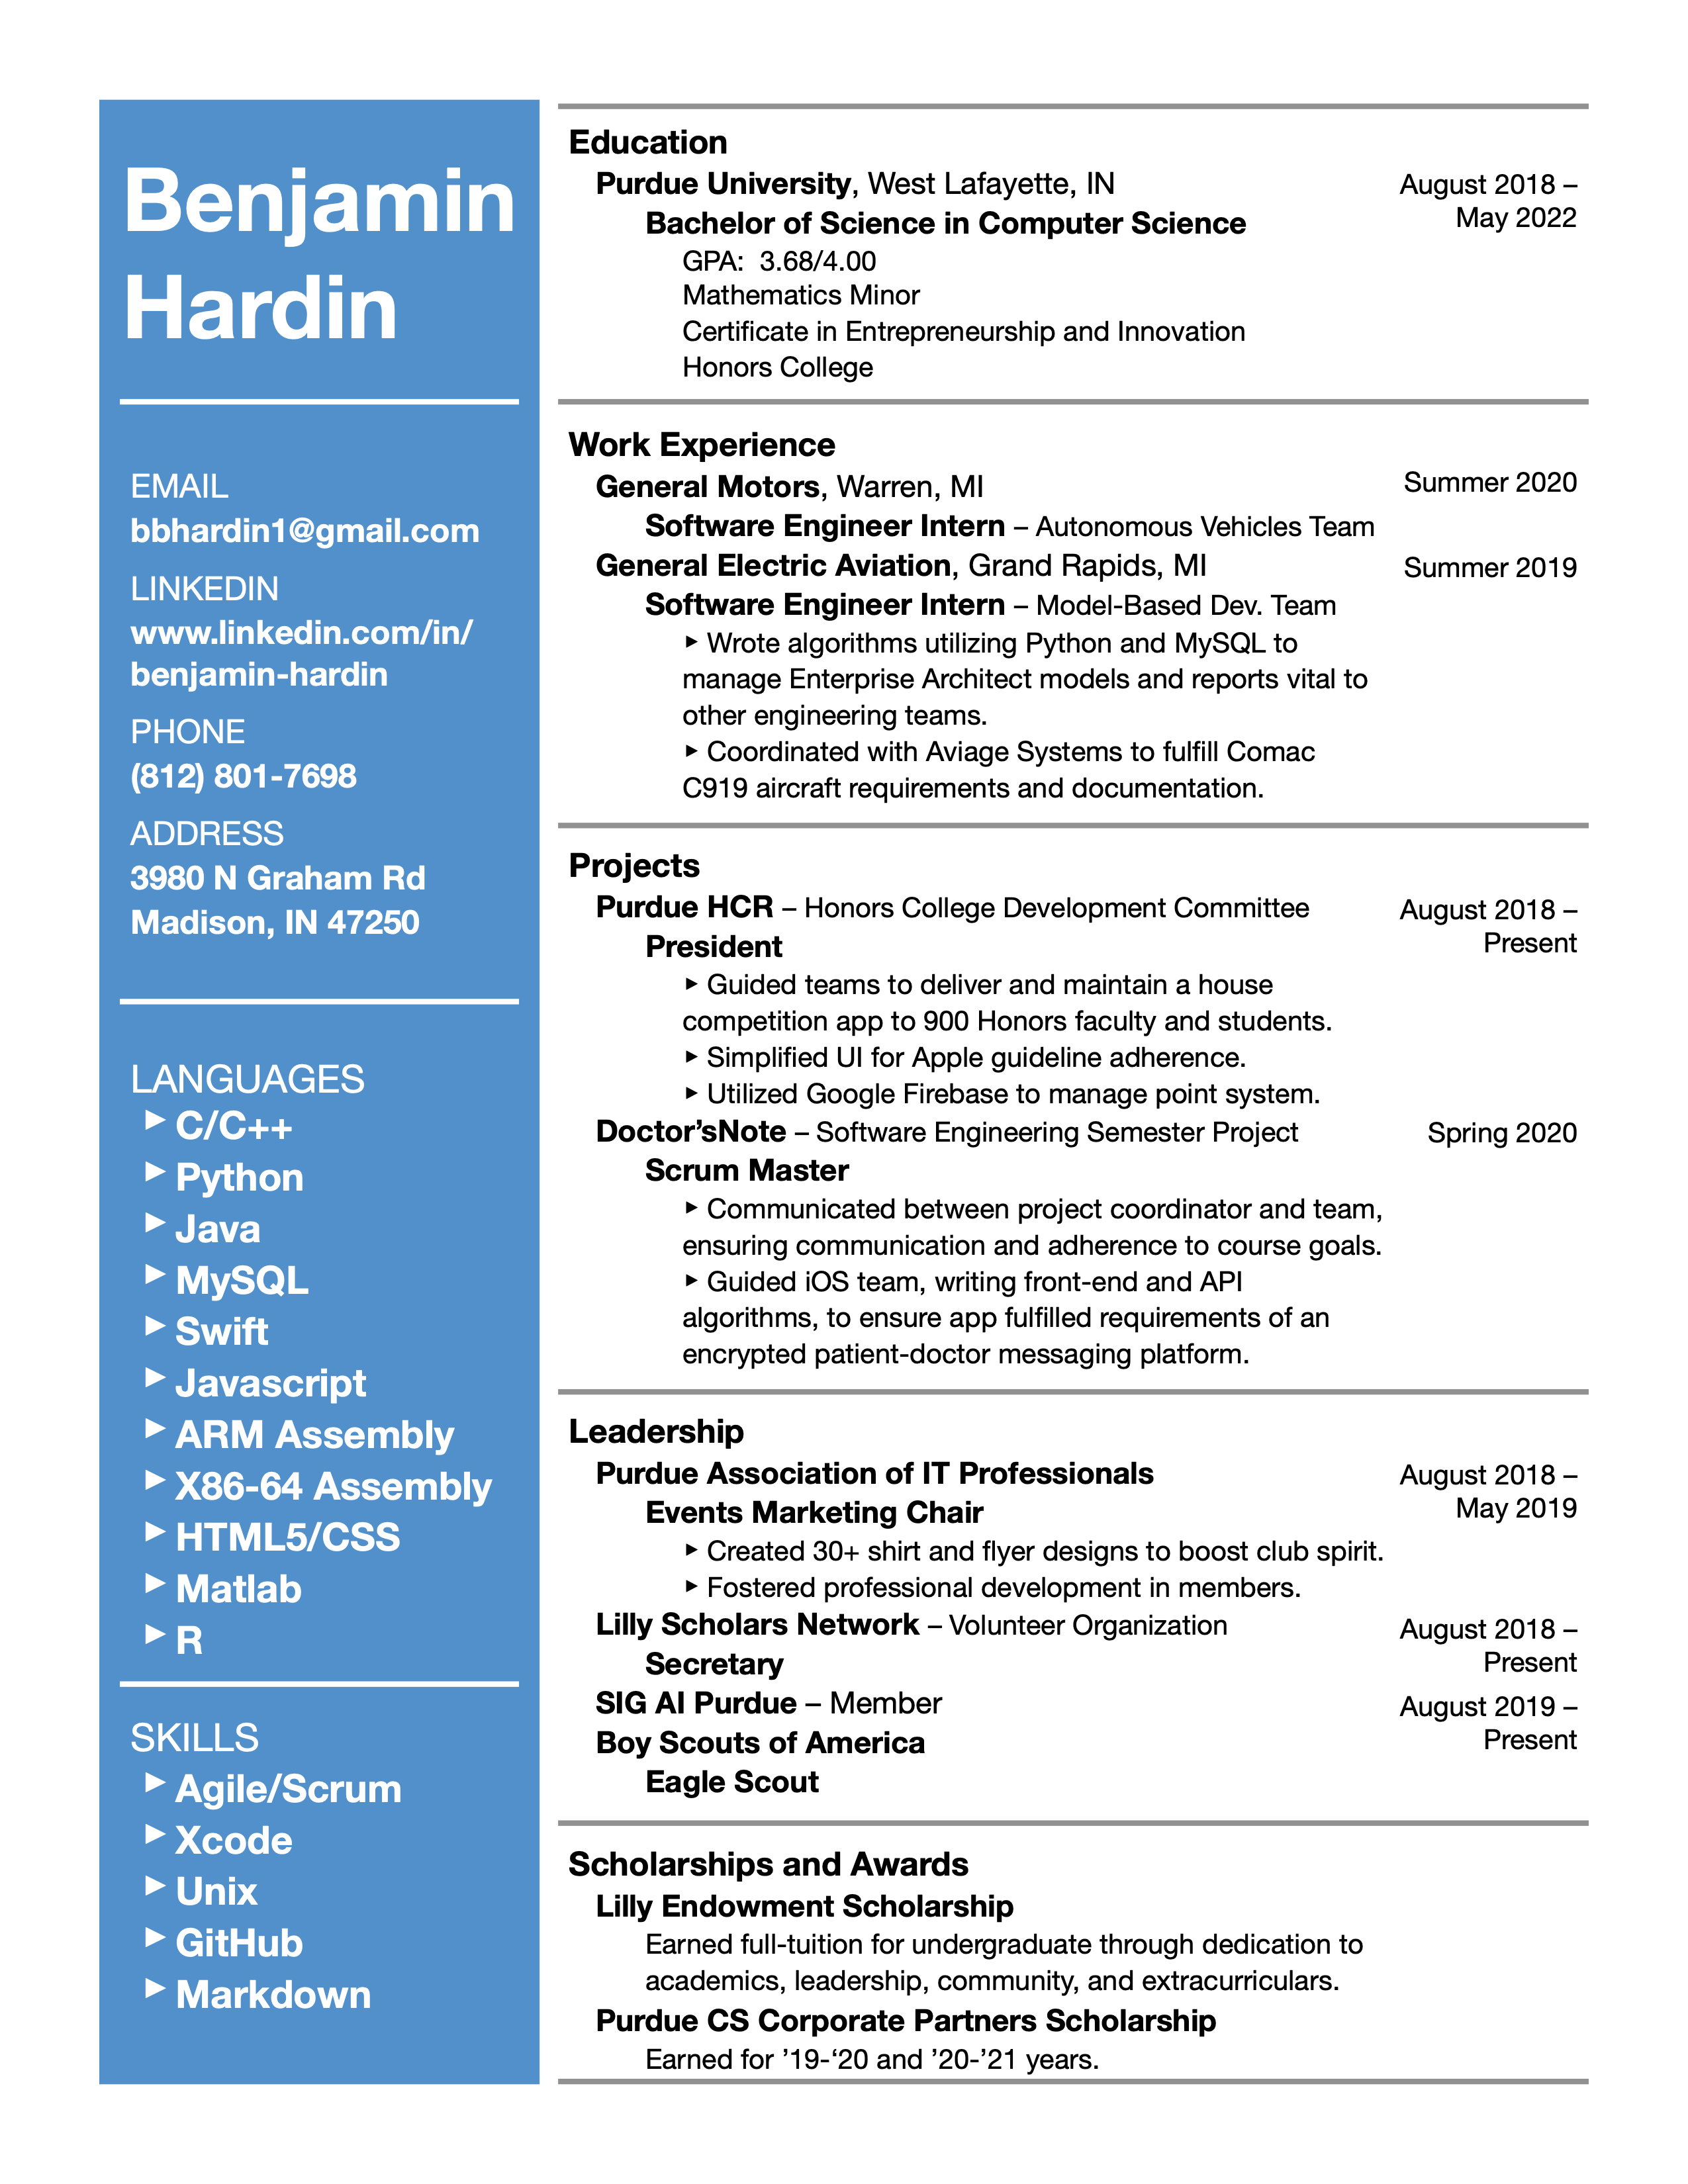 Benjamin
Hardin
EMAIL
bbhardin1@gmail.com
LINKEDIN
www.linkedin.com/in/
benjamin-hardin
PHONE
(812) 801-7698
ADDRESS
3980 N Graham Rd
Madison, IN 47250
LANGUAGES
▸ C/C++
▸ Python
▸ Java
▸ MySQL
▸ Swift
▸ Javascript
▸ ARM Assembly
▸ X86-64 Assembly
▸ HTML5/CSS
▸ Matlab
▸ R
SKILLS
▸ Agile/Scrum
▸ Xcode
▸ Unix
▸ GitHub
▸ Markdown
Education
Purdue University, West Lafayette, IN August 2018 –
May 2022
Bachelor of Science in Computer Science
GPA: 3.68/4.00
Mathematics Minor
Certificate in Entrepreneurship and Innovation
Honors College
Work Experience
General Motors, Warren, MI Summer 2020
Software Engineer Intern – Autonomous Vehicles Team
General Electric Aviation, Grand Rapids, MI Summer 2019
Software Engineer Intern – Model-Based Dev. Team
▸ Wrote algorithms utilizing Python and MySQL to
manage Enterprise Architect models and reports vital to
other engineering teams.
▸ Coordinated with Aviage Systems to fulfill Comac
C919 aircraft requirements and documentation.
Projects
Purdue HCR – Honors College Development Committee August 2018 –
Present
President
▸ Guided teams to deliver and maintain a house
competition app to 900 Honors faculty and students.
▸ Simplified UI for Apple guideline adherence.
▸ Utilized Google Firebase to manage point system.
Doctor’sNote – Software Engineering Semester Project Spring 2020
Scrum Master
▸ Communicated between project coordinator and team,
ensuring communication and adherence to course goals.
▸ Guided iOS team, writing front-end and API
algorithms, to ensure app fulfilled requirements of an
encrypted patient-doctor messaging platform.
Leadership
Purdue Association of IT Professionals August 2018 –
May 2019
Events Marketing Chair
▸ Created 30+ shirt and flyer designs to boost club spirit.
▸ Fostered professional development in members.
Lilly Scholars Network – Volunteer Organization August 2018 –
Present
Secretary
SIG AI Purdue – Member August 2019 –
Present
Boy Scouts of America
Eagle Scout
Scholarships and Awards
Lilly Endowment Scholarship
Earned full-tuition for undergraduate through dedication to
academics, leadership, community, and extracurriculars.
Purdue CS Corporate Partners Scholarship
Earned for ’19-‘20 and ’20-’21 years.